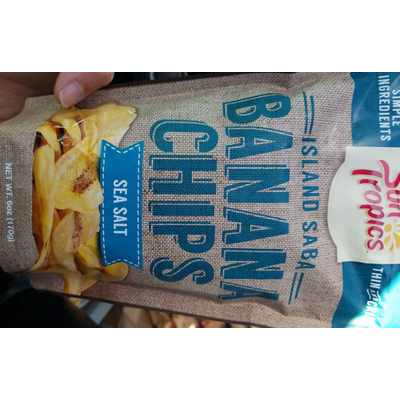 SIMPLE
INGREDIENTS
Sun
Tropics
THIN
ISLAND SABA
BANANA
CHIPS
SEA SALT
NET WT. 6oz (170g)